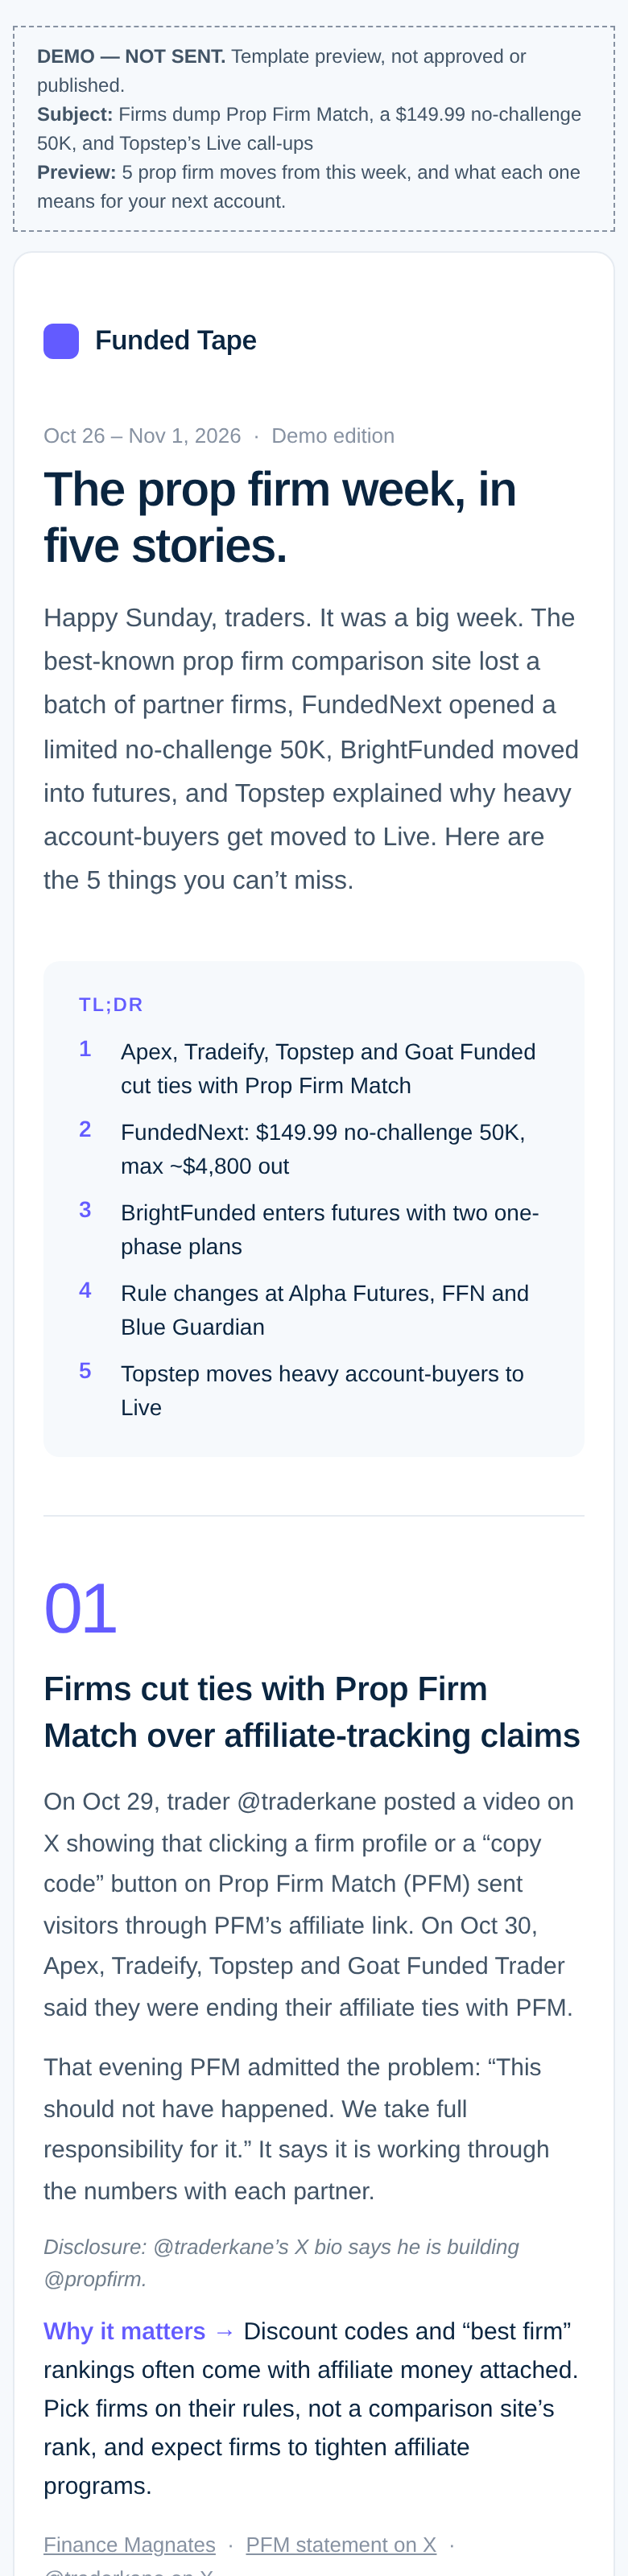 DEMO — NOT SENT. Template preview, not approved or
published.
Subject: Firms dump Prop Firm Match, a $149.99 no-challenge
50K, and Topstep’s Live call-ups
Preview: 5 prop firm moves from this week, and what each one
means for your next account.
Funded Tape
Oct 26 – Nov 1, 2026 · Demo edition
The prop firm week, in
five stories.
Happy Sunday, traders. It was a big week. The
best-known prop firm comparison site lost a
batch of partner firms, FundedNext opened a
limited no-challenge 50K, BrightFunded moved
into futures, and Topstep explained why heavy
account-buyers get moved to Live. Here are
the 5 things you can’t miss.
TL;DR
1 Apex, Tradeify, Topstep and Goat Funded
cut ties with Prop Firm Match
2 FundedNext: $149.99 no-challenge 50K,
max ~$4,800 out
3 BrightFunded enters futures with two one-
phase plans
4 Rule changes at Alpha Futures, FFN and
Blue Guardian
5 Topstep moves heavy account-buyers to
Live
01
Firms cut ties with Prop Firm
Match over affiliate-tracking claims
On Oct 29, trader @traderkane posted a video on
X showing that clicking a firm profile or a “copy
code” button on Prop Firm Match (PFM) sent
visitors through PFM’s affiliate link. On Oct 30,
Apex, Tradeify, Topstep and Goat Funded Trader
said they were ending their affiliate ties with PFM.
That evening PFM admitted the problem: “This
should not have happened. We take full
responsibility for it.” It says it is working through
the numbers with each partner.
Disclosure: @traderkane’s X bio says he is building
@propfirm.
Why it matters → Discount codes and “best firm”
rankings often come with affiliate money attached.
Pick firms on their rules, not a comparison site’s
rank, and expect firms to tighten affiliate
programs.
Finance Magnates · PFM statement on X ·
@traderkane on X